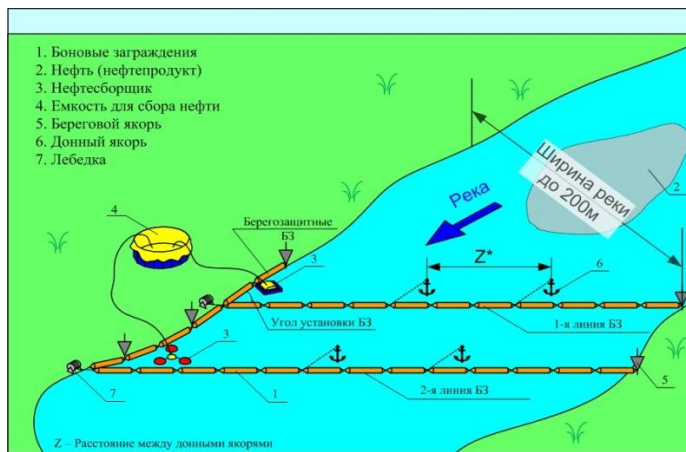 1. Боновые заграждения
2. Нефть (нефтепродукт)
3. Нефтесборщик
4. Емкость для сбора нефти
5. Береговой якорь
6. Донный якорь
7. Лебедка
Ширина реки
до 200м
2
Река
4
Берегозащитные
БЗ
3
Z*
6
Угол установки БЗ
1-я линия БЗ
3
7
1
2-я линия БЗ
5
Z – Расстояние между донными якорями